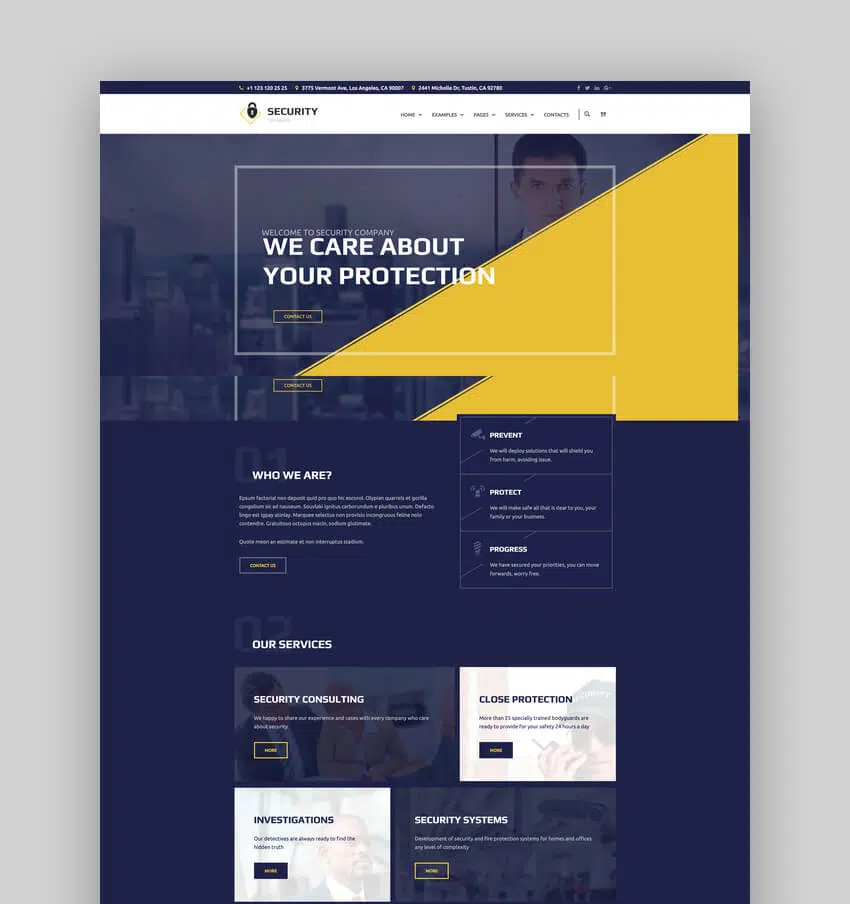 +1 123 120 25 25 3775 Vermont Ave, Los Angeles, CA 90007 2441 Michelle Dr, Tustin, CA 92780
SECURITY
HOME EXAMPLES PAGES SERVICES CONTACTS
WELCOME TO SECURITY COMPANY
WE CARE ABOUT
YOUR PROTECTION
CONTACT US
CONTACT US
01
WHO WE ARE?
Epsum factorial non deposit quid pro quo hic escorol. Olypian quarrels et gorilla
congolium sic ad nauseum. Souvlaki ignitus carborundum e pluribus unum. Defacto
lingo est igpay atinlay. Marquee selectus non provisio incongruous feline nolo
contendre. Gratuitous octopus niacin, sodium glutimate.
Quote meon an estimate et non interruptus stadium.
CONTACT US
PREVENT
We will deploy solutions that will shield you
from harm, avoiding issue.
PROTECT
We will make safe all that is dear to you, your
family or your business.
PROGRESS
We have secured your priorities, you can move
forwards, worry free.
02
OUR SERVICES
SECURITY CONSULTING
We happy to share our experience and cases with every company who care
about security
MORE
CLOSE PROTECTION
SECURITY
More than 25 specially trained bodyguards are
ready to provide for your safety 24 hours a day
MORE
INVESTIGATIONS
Our detectives are always ready to find the
hidden truth
MORE
SECURITY SYSTEMS
Development of security and fire protection systems for homes and offices
any level of complexity
MORE